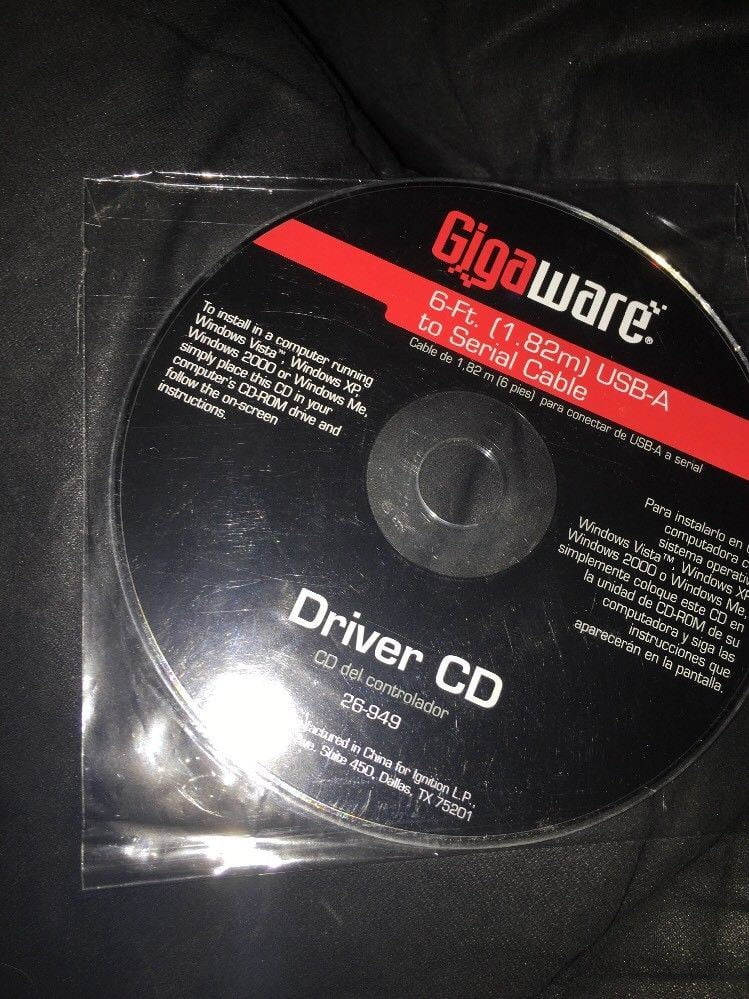 Gigaware®
6-Ft. (1.82m) USB-A
to Serial Cable
Cable de 1.82 m (6 pies) para conectar de USB-A a serial
To install in a computer running
Windows Vista™, Windows XP,
Windows 2000 or Windows Me,
simply place this CD in your
computer's CD-ROM drive and
follow the on-screen
instructions.
Para instalarlo en
computadora
sistema
Windows Vista™, Windows XP
Windows 2000 o Windows Me,
simplemente coloque este CD en
la unidad de CD-ROM de su
computadora y siga las
instrucciones que
aparecerán en la pantalla.
Driver CD
CD del controlador
26-949
in China for Ignition L.P.,
Suite 450, Dallas, TX 75201